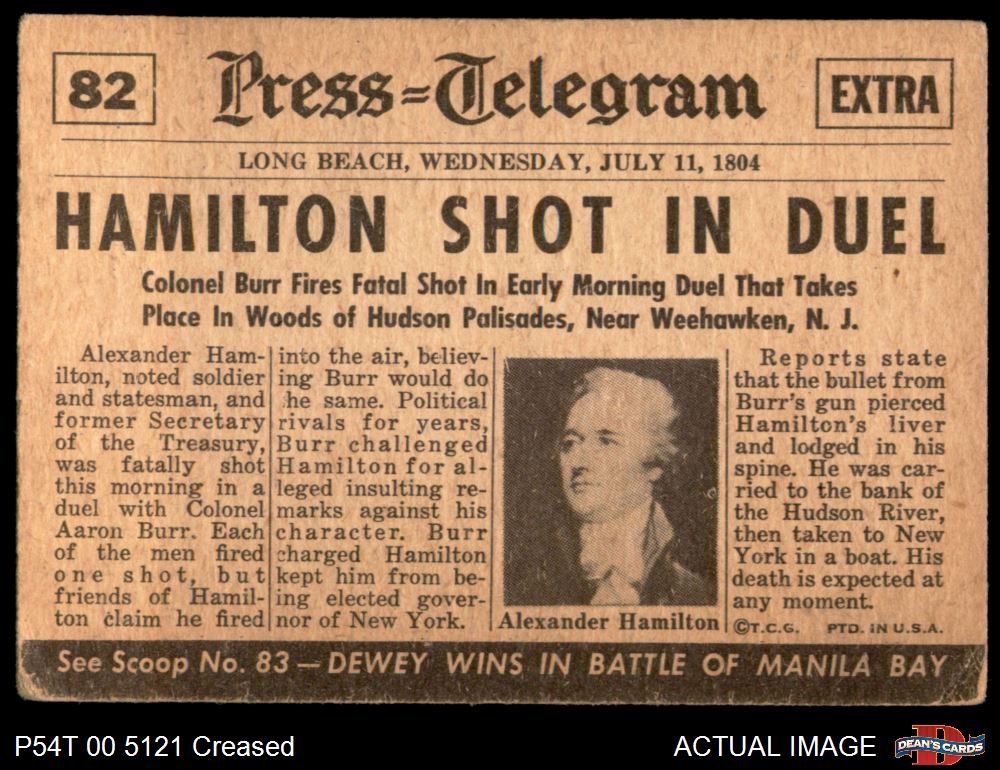 82
Press=Telegram
EXTRA
LONG BEACH, WEDNESDAY, JULY 11, 1804
HAMILTON SHOT IN DUEL
Colonel Burr Fires Fatal Shot In Early Morning Duel That Takes
Place In Woods of Hudson Palisades, Near Weehawken, N. J.
Alexander Ham-
ilton, noted soldier
and statesman, and
former Secretary
of the Treasury,
was fatally shot
this morning in a
duel with Colonel
Aaron Burr. Each
of the men fired
one shot, but
friends of Hamil-
ton claim he fired
into the air, believ-
ing Burr would do
he same. Political
rivals for years,
Burr challenged
Hamilton for al-
leged insulting re-
marks against his
character. Burr
charged Hamilton
kept him from be-
ing elected gover-
nor of New York.
Alexander Hamilton
Reports state
that the bullet from
Burr's gun pierced
Hamilton's liver
and lodged in his
spine. He was car-
ried to the bank of
the Hudson River,
then taken to New
York in a boat. His
death is expected at
any moment.
©T.C.G. PTD. IN U.S.A.
See Scoop No. 83 — DEWEY WINS IN BATTLE OF MANILA BAY
P54T 00 5121 Creased
ACTUAL IMAGE
DEAN'S CARDS